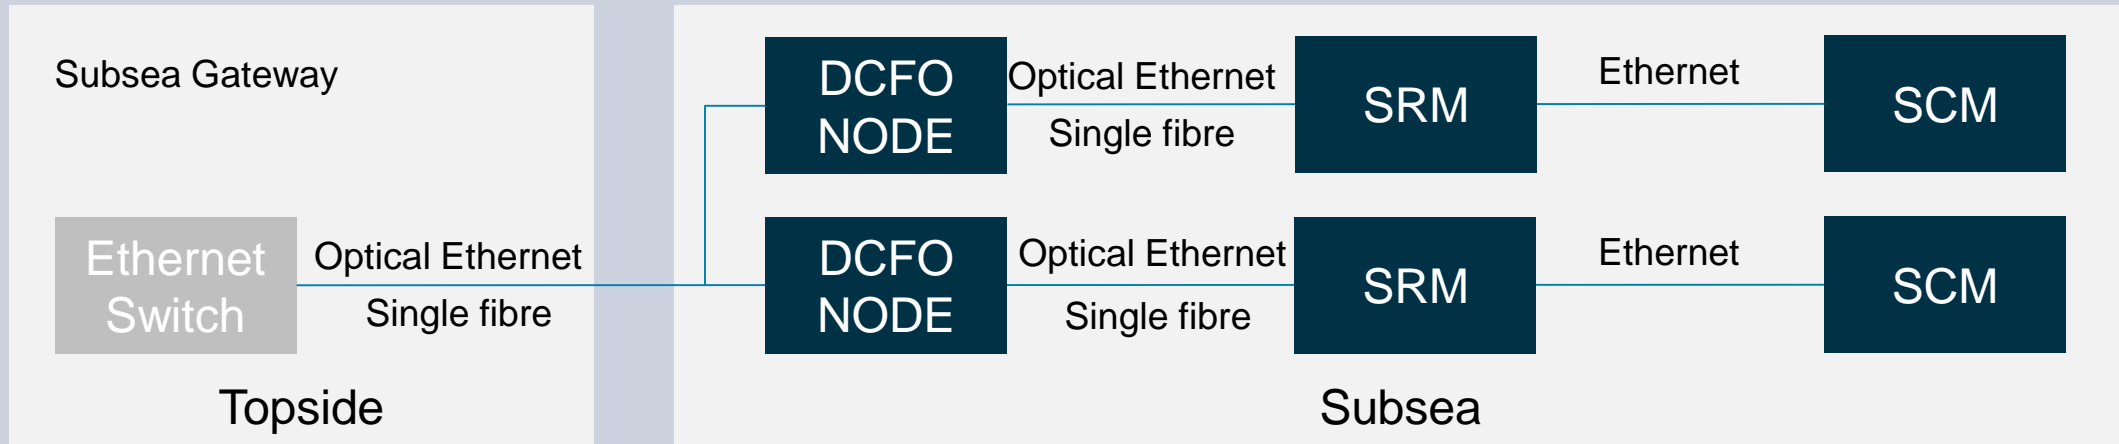 Subsea Gateway
Ethernet
Switch
Optical Ethernet
Single fibre
Topside
DCFO
NODE
Optical Ethernet
Single fibre
SRM
Ethernet
SCM
DCFO
NODE
Optical Ethernet
Single fibre
SRM
Ethernet
SCM
Subsea